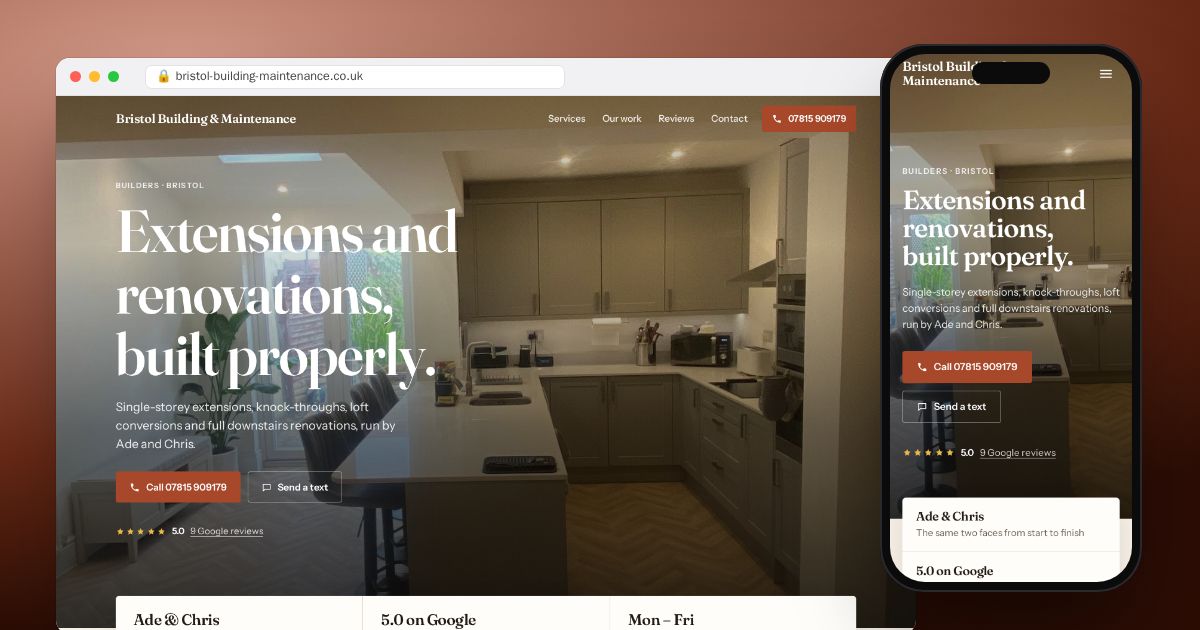 bristol-building-maintenance.co.uk
Bristol Building & Maintenance
Services
Our work
Reviews
Contact
07815 909179
BUILDERS · BRISTOL
Extensions and
renovations,
built properly.
Single-storey extensions, knock-throughs, loft
conversions and full downstairs renovations, run by
Ade and Chris.
Call 07815 909179
Send a text
5.0 9 Google reviews
Ade & Chris
5.0 on Google
Mon – Fri
Bristol
Maintenance
BUILDERS · BRISTOL
Extensions and
renovations,
built properly.
Single-storey extensions, knock-throughs, loft
conversions and full downstairs renovations,
run by Ade and Chris.
Call 07815 909179
Send a text
5.0 9 Google reviews
Ade & Chris
The same two faces from start to finish
5.0 on Google